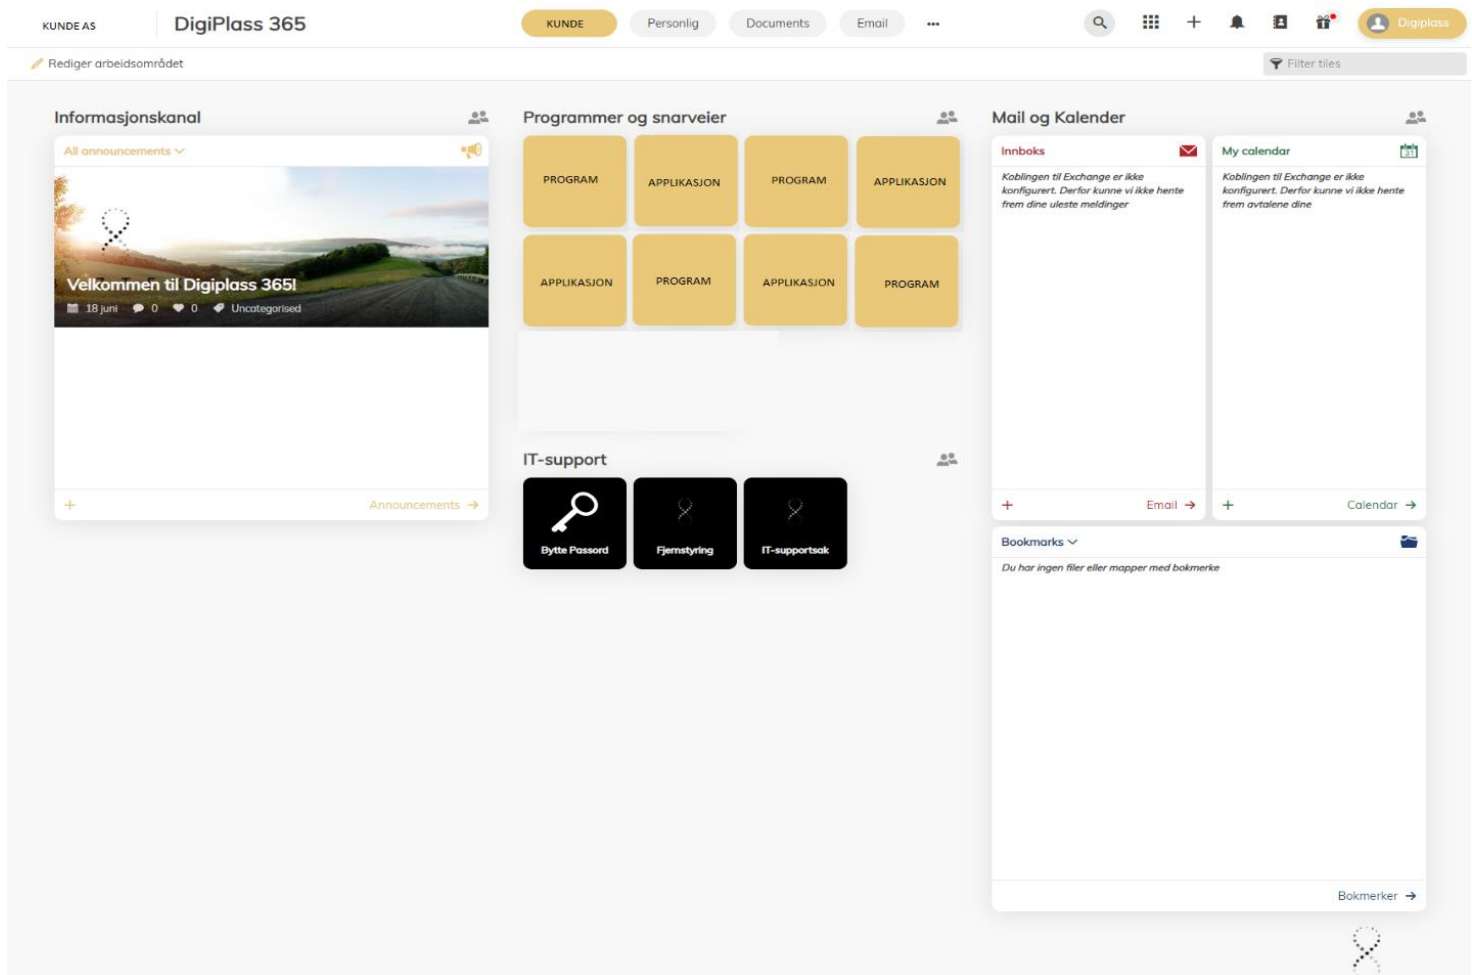 KUNDE AS
DigiPlass 365
KUNDE
Personlig
Documents
Email
Digiplass
Rediger arbeidsområdet
Filter tiles
Informasjonskanal
All announcements
Velkommen til Digiplass 365!
18 juni 0 0 Uncategorised
Announcements
Programmer og snarveier
PROGRAM
APPLIKASJON
PROGRAM
APPLIKASJON
APPLIKASJON
PROGRAM
APPLIKASJON
PROGRAM
IT-support
Bytte Passord
Fjernstyring
IT-supportsak
Mail og Kalender
Innboks
Koblingen til Exchange er ikke
konfigurert. Derfor kunne vi ikke hente
frem dine uleste meldinger
Email
My calendar
31
Koblingen til Exchange er ikke
konfigurert. Derfor kunne vi ikke hente
frem avtalene dine
Calendar
Bookmarks
Du har ingen filer eller mapper med bokmerke
Bokmerker